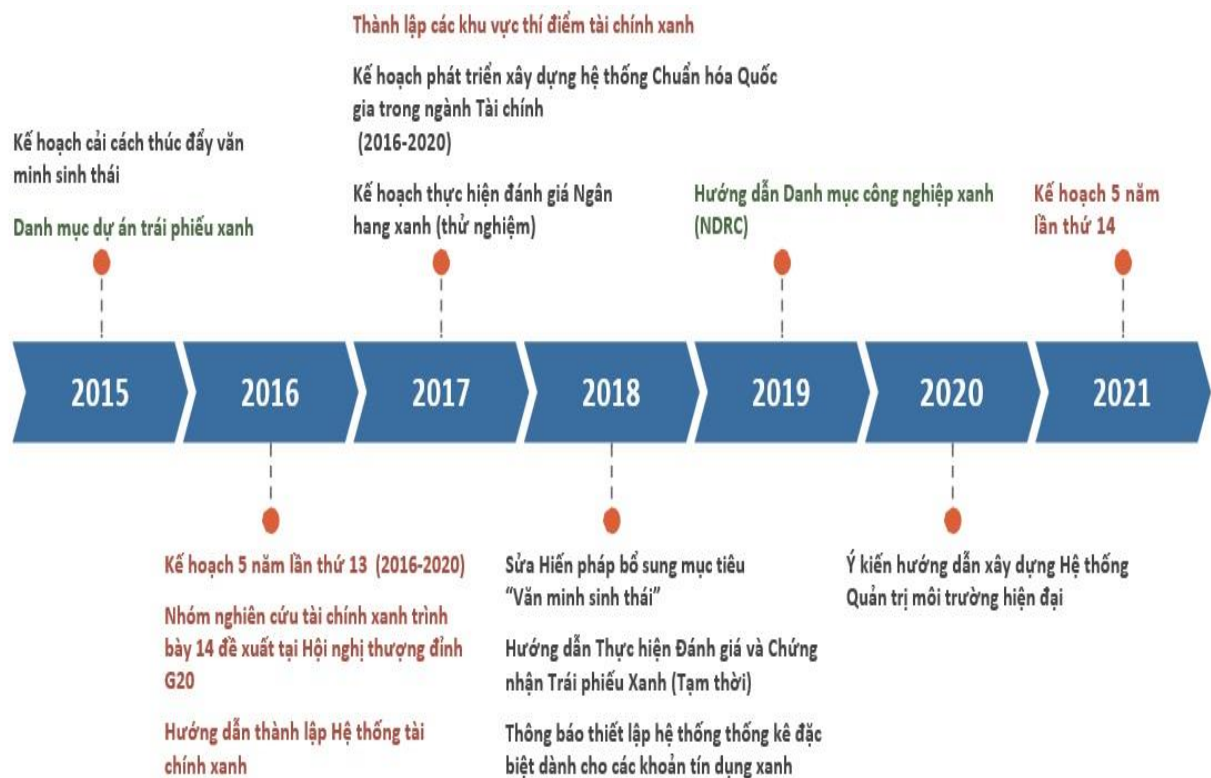 Thành lập các khu vực thí điểm tài chính xanh
Kế hoạch phát triển xây dựng hệ thống Chuẩn hóa Quốc
gia trong ngành Tài chính
(2016-2020)
Kế hoạch cải cách thúc đẩy văn
minh sinh thái
Danh mục dự án trái phiếu xanh
Kế hoạch thực hiện đánh giá Ngân
hang xanh (thử nghiệm)
Hướng dẫn Danh mục công nghiệp xanh
(NDRC)
Kế hoạch 5 năm
lần thứ 14
2015
2016
2017
2018
2019
2020
2021
Kế hoạch 5 năm lần thứ 13 (2016-2020)
Nhóm nghiên cứu tài chính xanh trình
bày 14 đề xuất tại Hội nghị thượng đỉnh
G20
Hướng dẫn thành lập Hệ thống tài
chính xanh
Sửa Hiến pháp bổ sung mục tiêu
“Văn minh sinh thái”
Hướng dẫn Thực hiện Đánh giá và Chứng
nhận Trái phiếu Xanh (Tạm thời)
Thông báo thiết lập hệ thống thống kê đặc
biệt dành cho các khoản tín dụng xanh
Ý kiến hướng dẫn xây dựng Hệ thống
Quản trị môi trường hiện đại